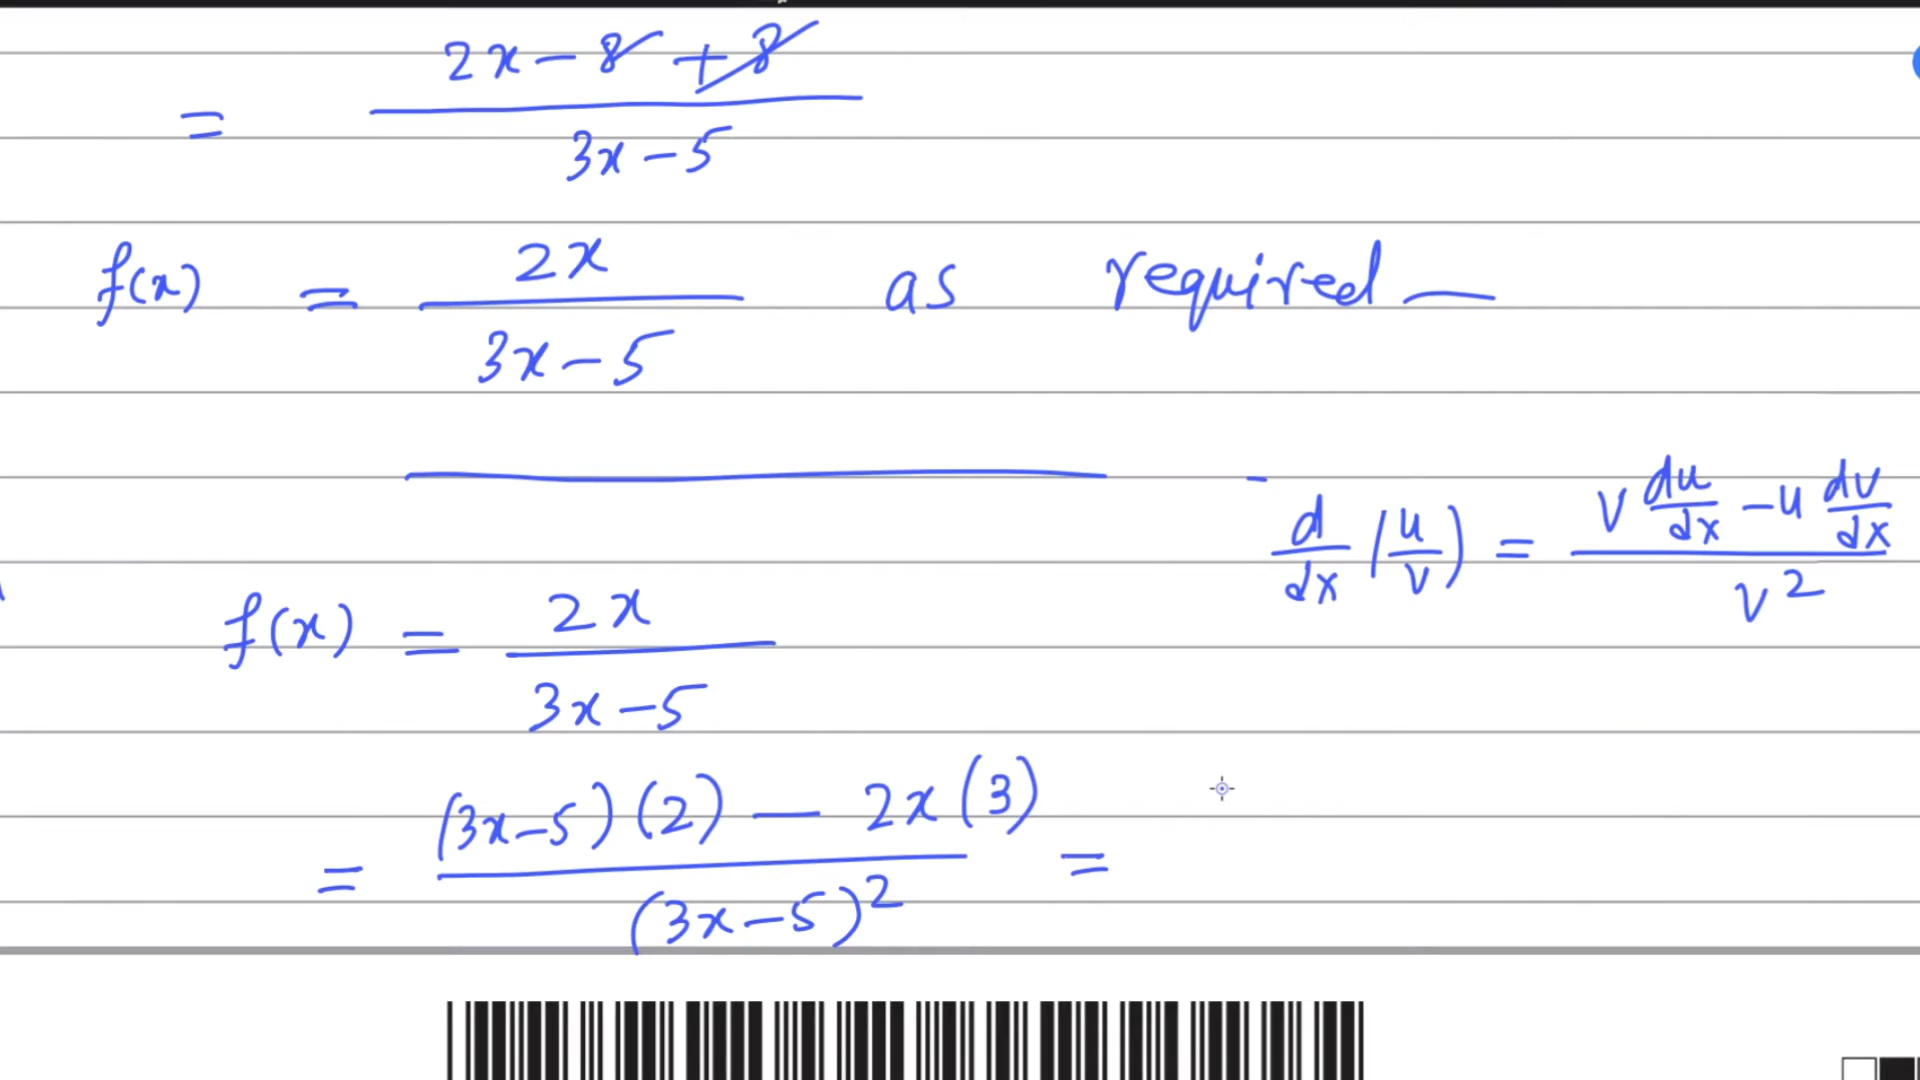 = (2x - 8 + 8) / (3x - 5)
f(x) = 2x / (3x - 5) as required
d/dx (u/v) = (v du/dx - u dv/dx) / v²
f(x) = 2x / (3x - 5)
= ((3x-5)(2) - 2x(3)) / (3x-5)² =